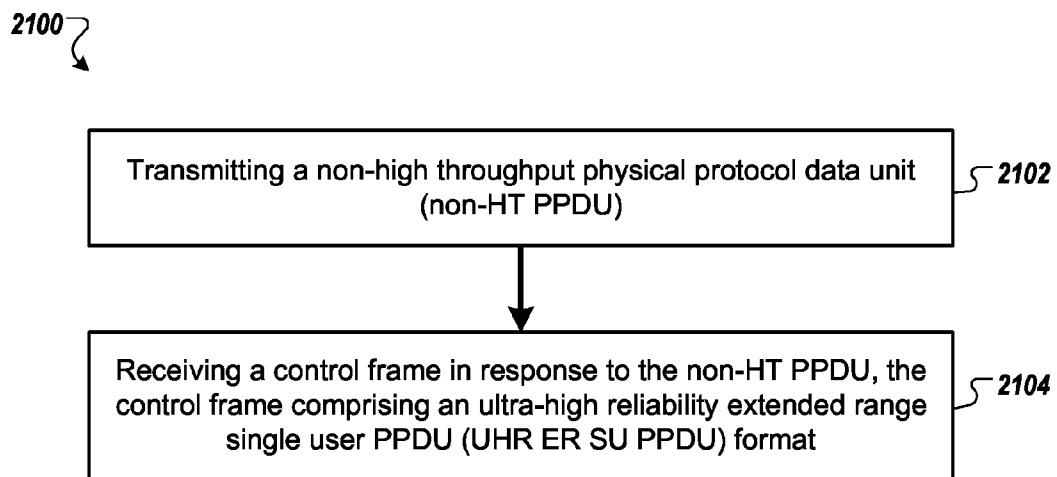 2100
Transmitting a non-high throughput physical protocol data unit
(non-HT PPDU)
2102
Receiving a control frame in response to the non-HT PPDU, the
control frame comprising an ultra-high reliability extended range
single user PPDU (UHR ER SU PPDU) format
2104